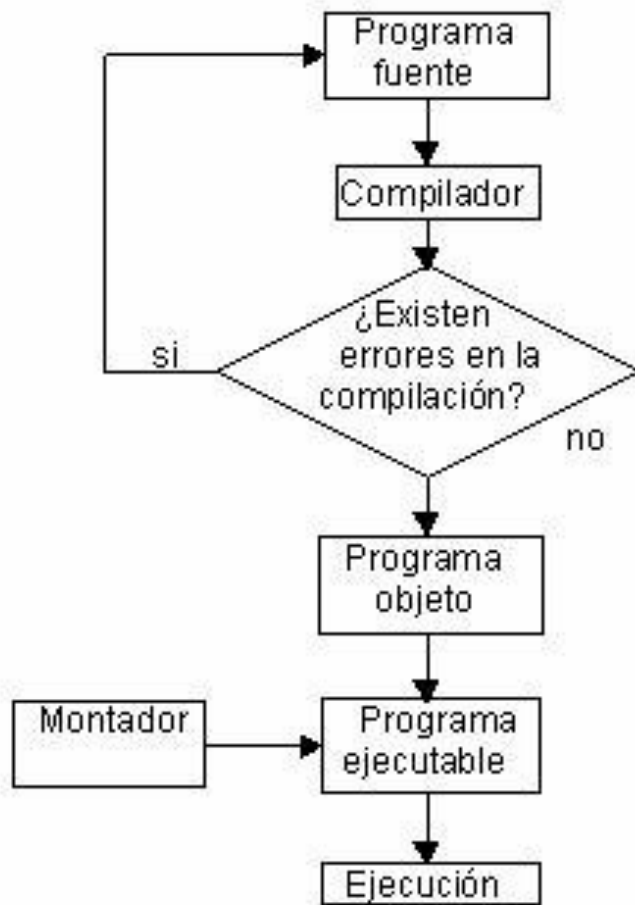 Programa
fuente
Compilador
¿Existen
errores en la
compilación?
si
no
Programa
objeto
Montador
Programa
ejecutable
Ejecución